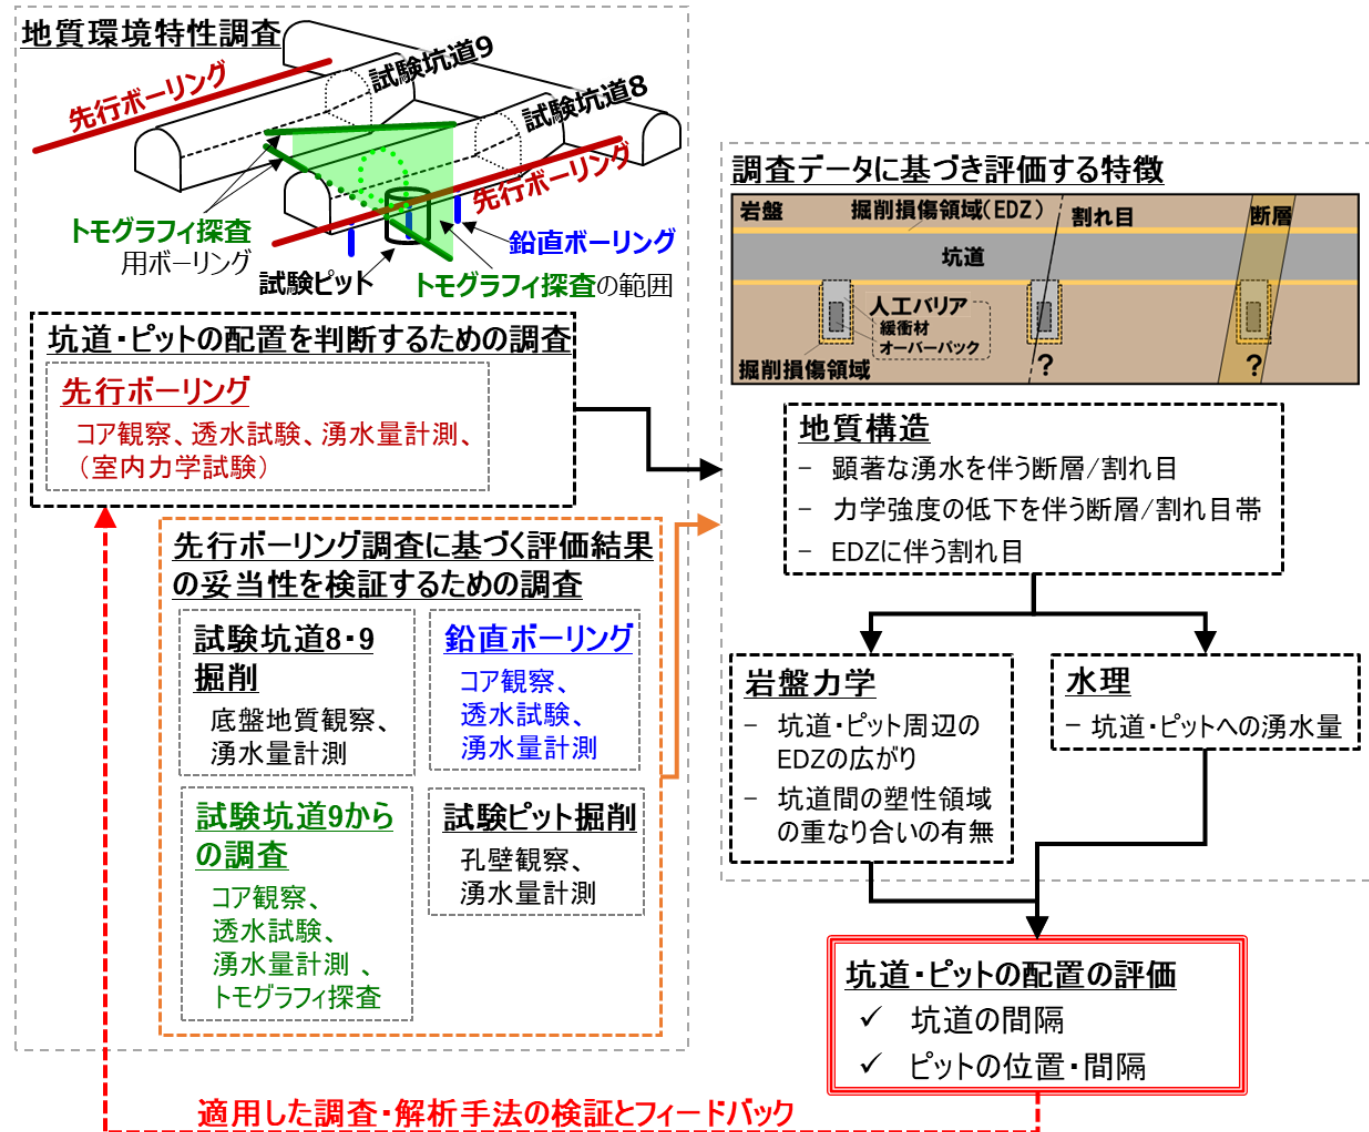 地質環境特性調査
試験坑道9
先行ボーリング
試験坑道8
先行ボーリング
トモグラフィ探査
用ボーリング
鉛直ボーリング
試験ピット
トモグラフィ探査の範囲
坑道・ピットの配置を判断するための調査
先行ボーリング
コア観察、透水試験、湧水量計測、
（室内力学試験）
先行ボーリング調査に基づく評価結果
の妥当性を検証するための調査
試験坑道8・9
掘削
底盤地質観察、
湧水量計測
鉛直ボーリング
コア観察、
透水試験、
湧水量計測
試験坑道9から
の調査
コア観察、
透水試験、
湧水量計測 、
トモグラフィ探査
試験ピット掘削
孔壁観察、
湧水量計測
調査データに基づき評価する特徴
岩盤
掘削損傷領域（EDZ）
割れ目
断層
坑道
人工バリア
緩衝材
オーバーパック
掘削損傷領域
?
?
地質構造
− 顕著な湧水を伴う断層/割れ目
− 力学強度の低下を伴う断層/割れ目帯
− EDZに伴う割れ目
岩盤力学
− 坑道・ピット周辺の
EDZの広がり
− 坑道間の塑性領域
の重なり合いの有無
水理
− 坑道・ピットへの湧水量
坑道・ピットの配置の評価
✓ 坑道の間隔
✓ ピットの位置・間隔
適用した調査・解析手法の検証とフィードバック